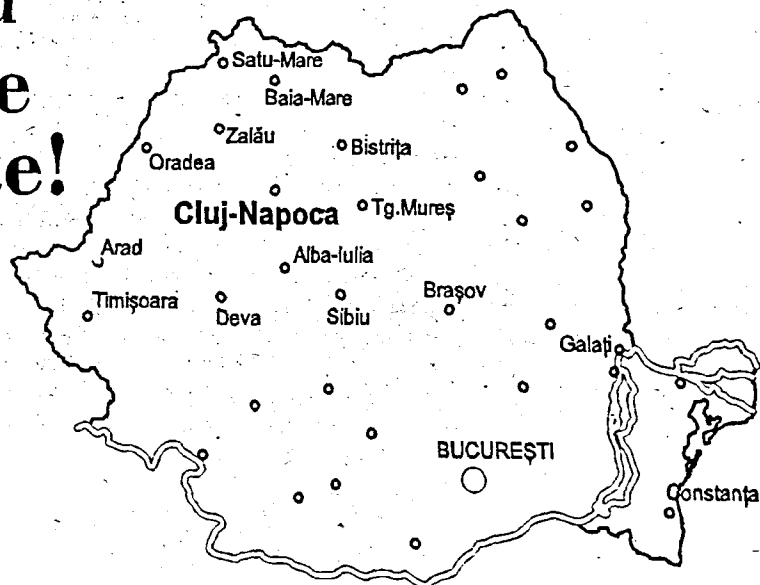 Satu-Mare
Baia-Mare
Zalău
Bistrița
Oradea
Cluj-Napoca
Tg.Mureș
Arad
Alba-Iulia
Timișoara
Deva
Sibiu
Brașov
Galați
BUCUREȘTI
Constanța